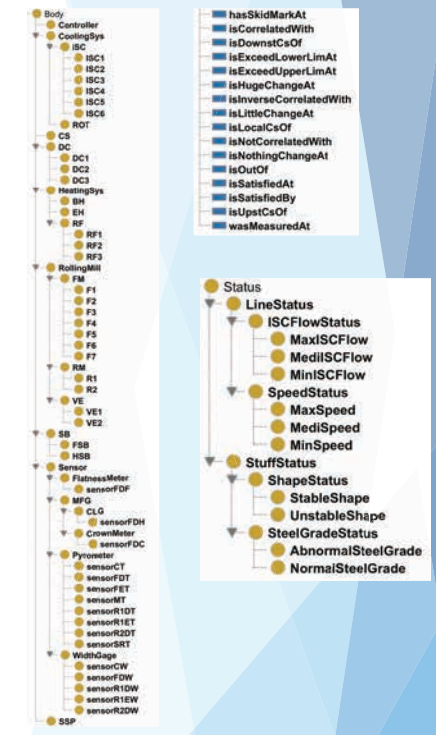 Body
Controller
CoolingSys
ISC
ISC1
ISC2
ISC3
ISC4
ISC5
ISC6
ROT
CS
DC
DC1
DC2
DC3
HeatingSys
BH
EH
RF
RF1
RF2
RF3
RollingMill
FM
F1
F2
F3
F4
F5
F6
F7
RM
R1
R2
VE
VE1
VE2
SB
FSB
HSB
Sensor
FlatnessMeter
sensorFDF
MFG
CLG
sensorFDH
CrownMeter
sensorFDC
Pyrometer
sensorCT
sensorFDT
sensorFET
sensorMT
sensorR1DT
sensorR1ET
sensorR2DT
sensorSRT
WidthGage
sensorCW
sensorFDW
sensorR1DW
sensorR1EW
sensorR2DW
SSP
hasSkidMarkAt
isCorrelatedWith
isDownstCsOf
isExceedLowerLimAt
isExceedUpperLimAt
isHugeChangeAt
isInverseCorrelatedWith
isLittleChangeAt
isLocalCsOf
isNotCorrelatedWith
isNothingChangeAt
isOutOf
isSatisfiedAt
isSatisfiedBy
isUpstCsOf
wasMeasuredAt
Status
LineStatus
ISCFlowStatus
MaxISCFlow
MediISCFlow
MinISCFlow
SpeedStatus
MaxSpeed
MediSpeed
MinSpeed
StuffStatus
ShapeStatus
StableShape
UnstableShape
SteelGradeStatus
AbnormalSteelGrade
NormalSteelGrade